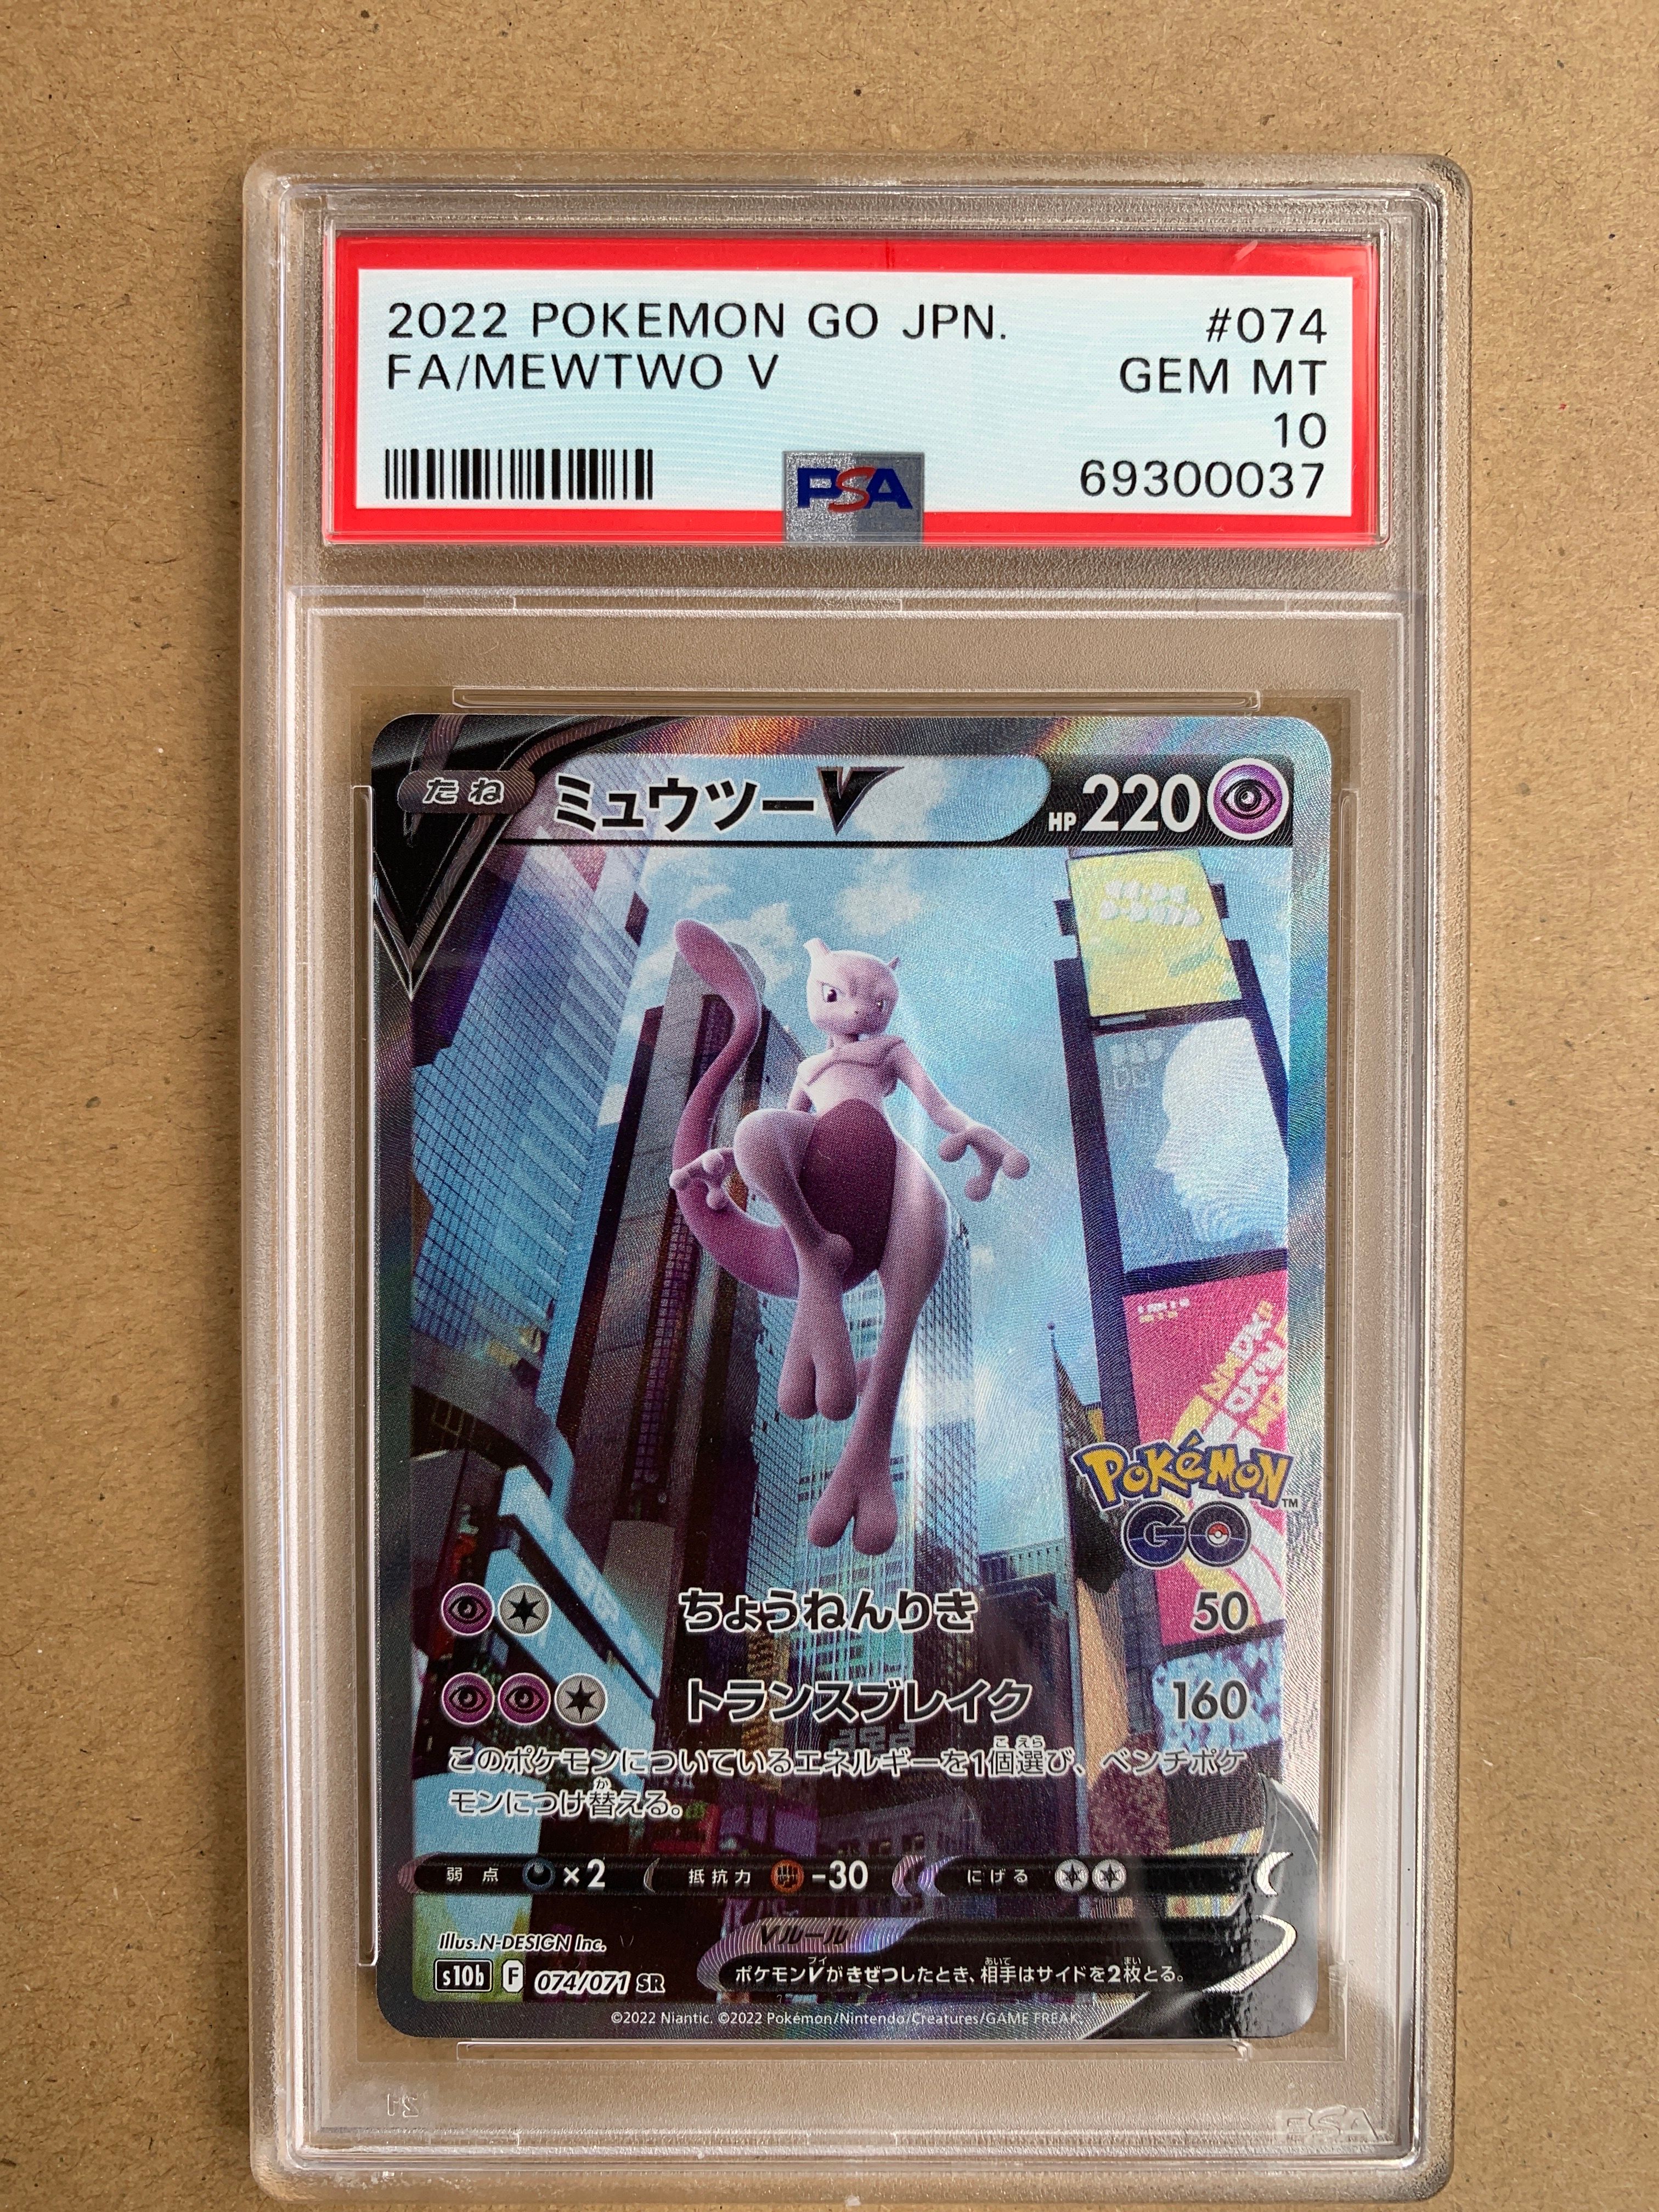 2022 POKEMON GO JPN. #074
FA/MEWTWO V GEM MT
10
PSA 69300037
たね ミュウツーV HP 220
Pokémon™
GO
ちょうねんりき 50
トランスブレイク 160
このポケモンについているエネルギーを1個選び、ベンチポケ
モンにつけ替える。
弱点 ×2 抵抗力 -30 にげる
Illus. N-DESIGN Inc. Vルール
s10b F 074/071 SR ポケモンVがきぜつしたとき、相手はサイドを2枚とる。
©2022 Niantic. ©2022 Pokémon/Nintendo/Creatures/GAME FREAK.
PSA